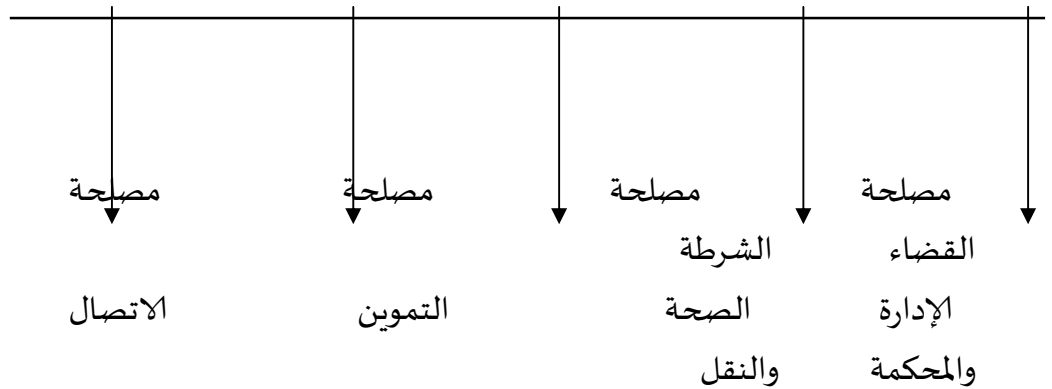 مصلحة مصلحة مصلحة مصلحة
القضاء الشرطة
الإدارة الصحة التموين الاتصال
والمحكمة والنقل